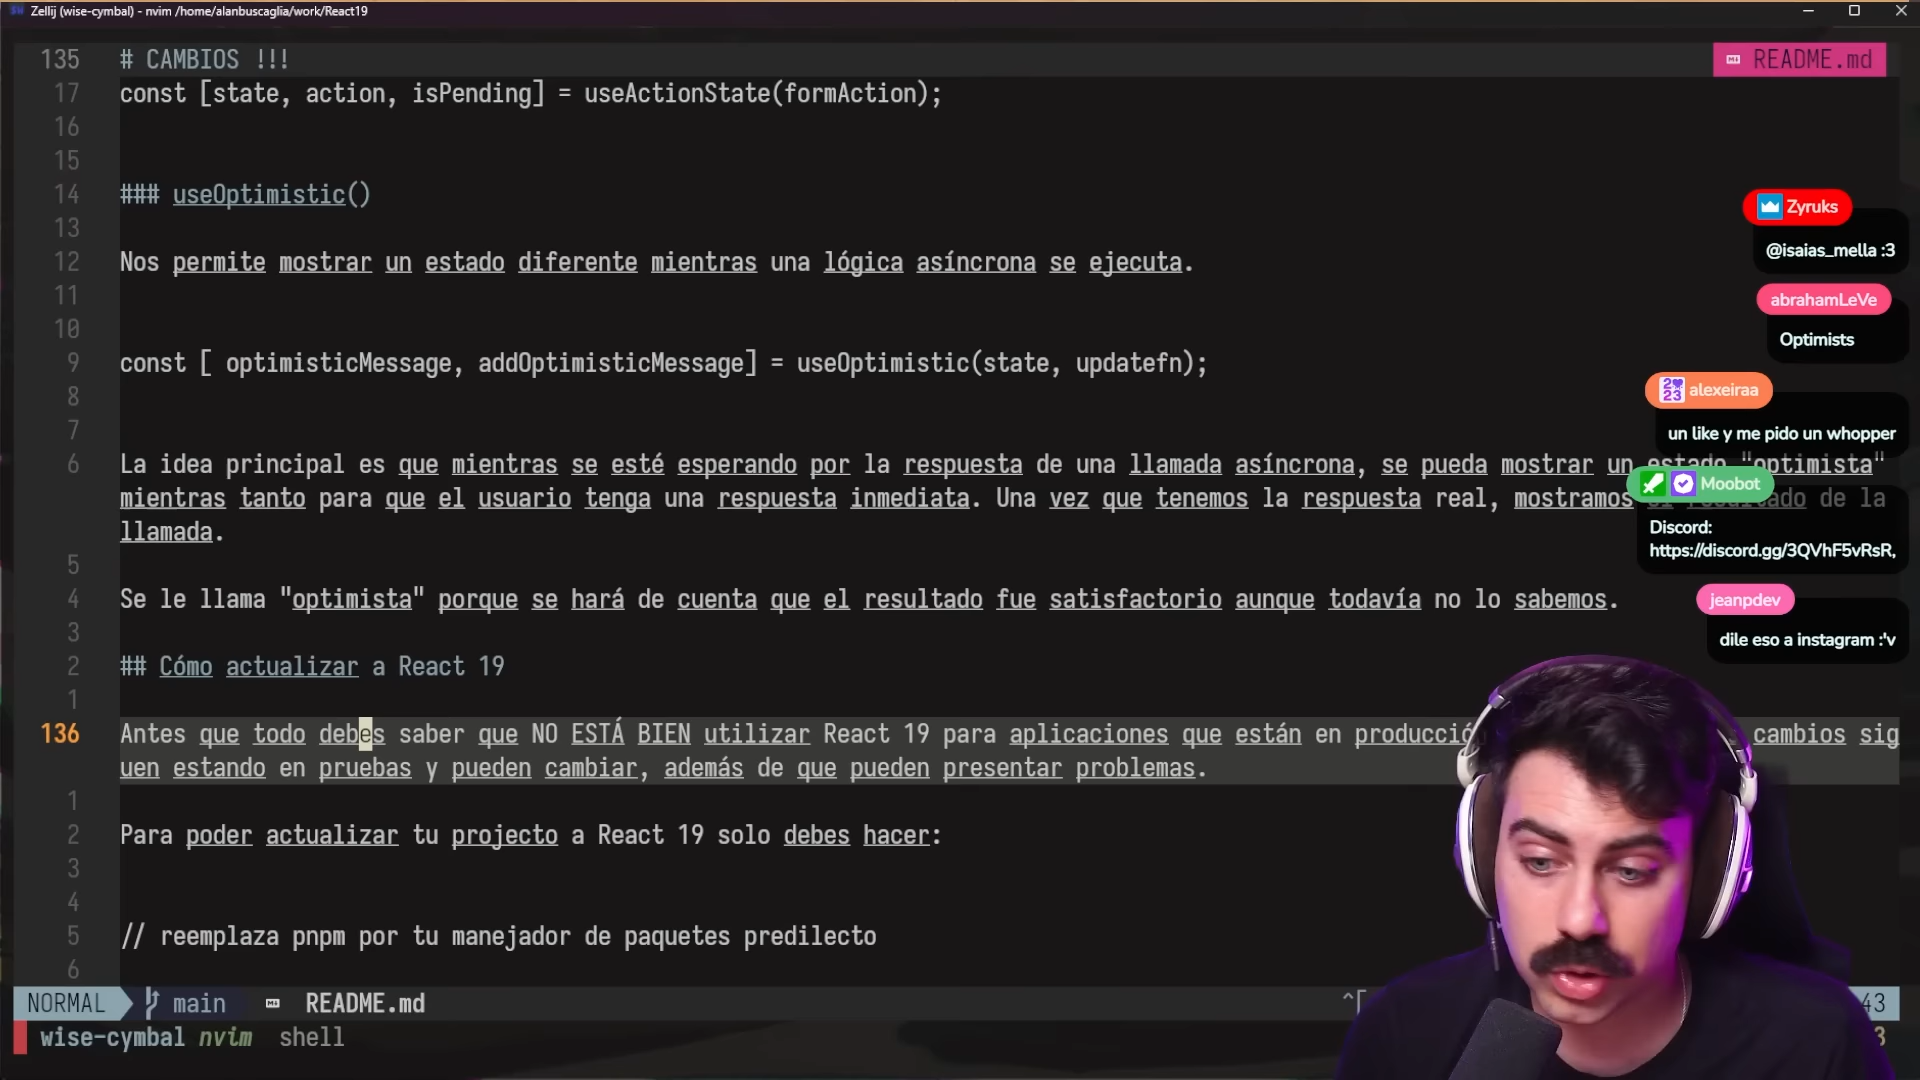 Zellij (wise-cymbal) - nvim /home/alanbuscaglia/work/React19
135 # CAMBIOS !!!
README.md
17 const [state, action, isPending] = useActionState(formAction);
16
15
14 ### useOptimistic()
13
12 Nos permite mostrar un estado diferente mientras una lógica asíncrona se ejecuta.
11
10
9 const [ optimisticMessage, addOptimisticMessage] = useOptimistic(state, updatefn);
8
7
6 La idea principal es que mientras se esté esperando por la respuesta de una llamada asíncrona, se pueda mostrar un estado "optimista"
mientras tanto para que el usuario tenga una respuesta inmediata. Una vez que tenemos la respuesta real, mostramos el resultado de la
llamada.
5
4 Se le llama "optimista" porque se hará de cuenta que el resultado fue satisfactorio aunque todavía no lo sabemos.
3
2 ## Cómo actualizar a React 19
1
136 Antes que todo debes saber que NO ESTÁ BIEN utilizar React 19 para aplicaciones que están en cambios sig
uen estando en pruebas y pueden cambiar, además de que pueden presentar problemas.
1
2 Para poder actualizar tu projecto a React 19 solo debes hacer:
3
4
5 // reemplaza pnpm por tu manejador de paquetes predilecto
6
NORMAL main README.md
wise-cymbal nvim shell
Zyruks
@isaias_mella :3
abrahamLeVe
Optimists
alexeiraa
un like y me pido un whopper
Moobot
Discord:
https://discord.gg/3QVhF5vRsR,
jeanpdev
dile eso a instagram :'v